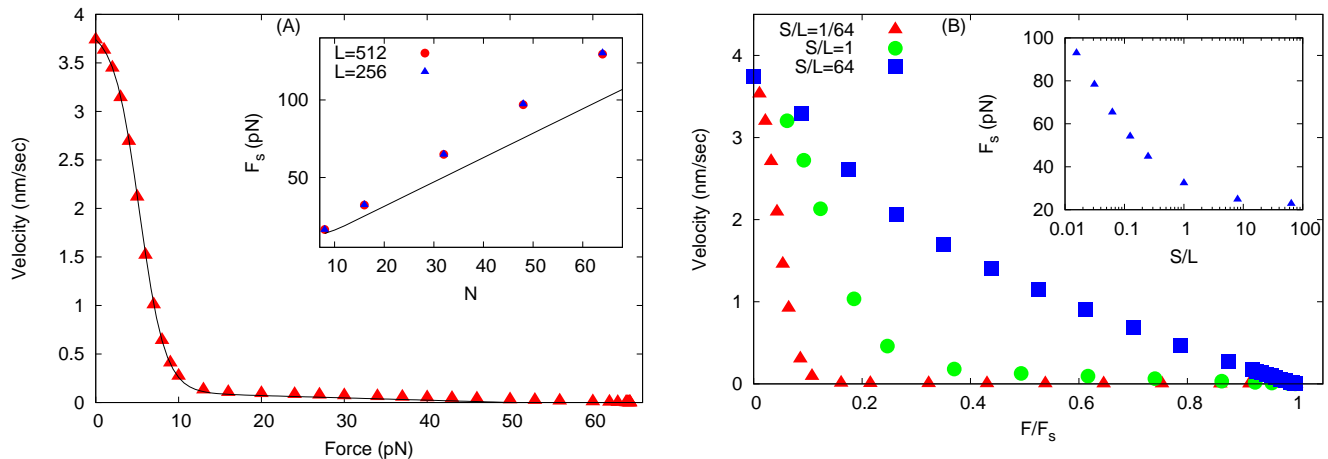 (A)
Velocity (nm/sec)
4
3.5
3
2.5
2
1.5
1
0.5
0
0 10 20 30 40 50 60
Force (pN)
L=512
L=256
F_s (pN)
100
50
10 20 30 40 50 60
N
(B)
Velocity (nm/sec)
4
3
2
1
0
0 0.2 0.4 0.6 0.8 1
F/F_s
S/L=1/64
S/L=1
S/L=64
F_s (pN)
100
80
60
40
20
0.01 0.1 1 10 100
S/L